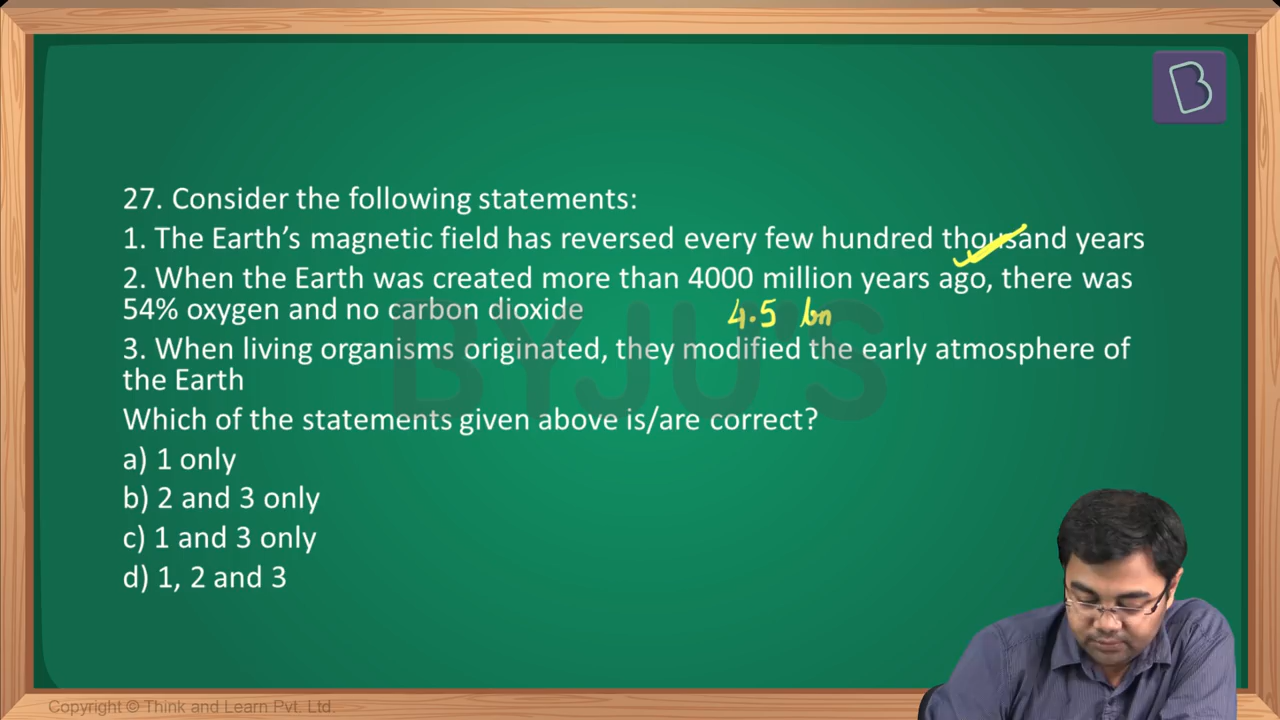 B
27. Consider the following statements:
1. The Earth's magnetic field has reversed every few hundred thousand years
2. When the Earth was created more than 4000 million years ago, there was
54% oxygen and no carbon dioxide
4.5 bn
3. When living organisms originated, they modified the early atmosphere of
the Earth
BYJU'S
Which of the statements given above is/are correct?
a) 1 only
b) 2 and 3 only
c) 1 and 3 only
d) 1, 2 and 3
Copyright © Think and Learn Pvt. Ltd.